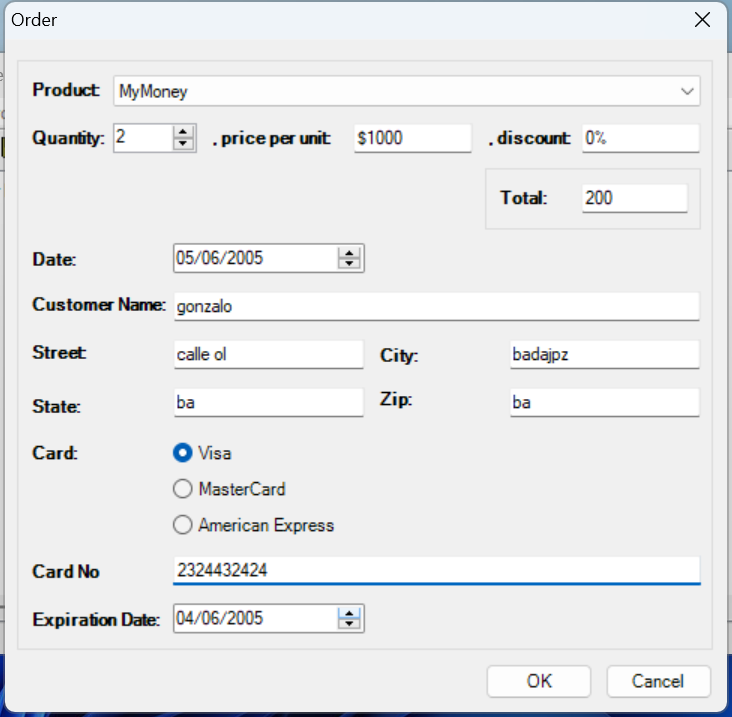 Order
Product: MyMoney
Quantity: 2 , price per unit: $1000 , discount: 0%
Total: 200
Date: 05/06/2005
Customer Name: gonzalo
Street: calle ol City: badajpz
State: ba Zip: ba
Card: Visa
MasterCard
American Express
Card No 2324432424
Expiration Date: 04/06/2005
OK Cancel